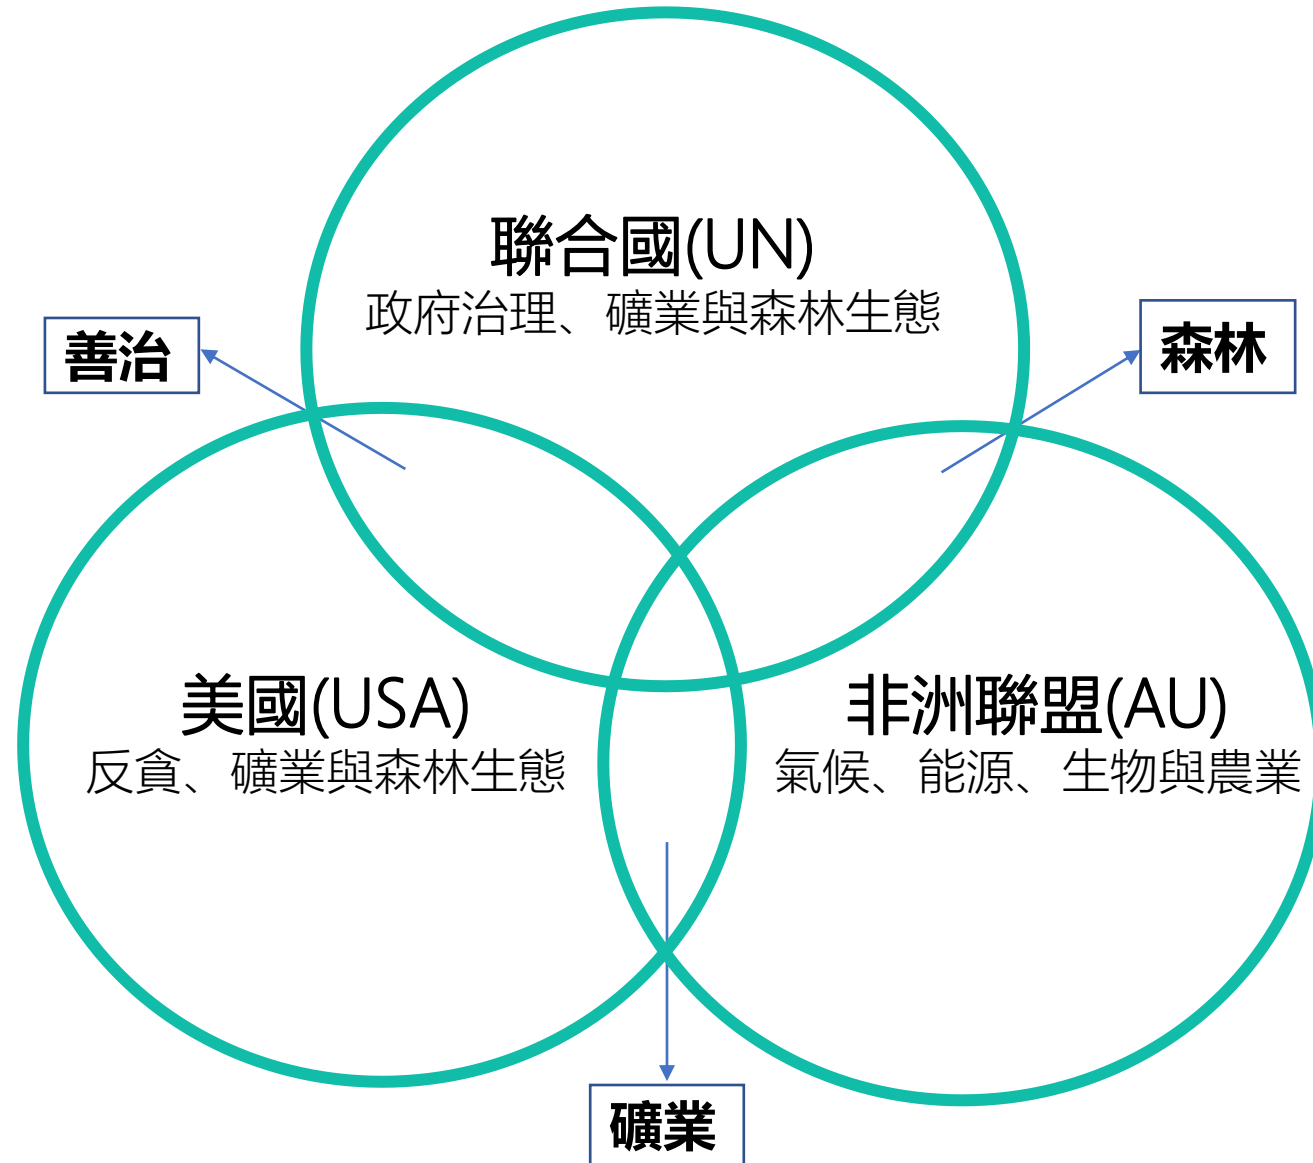 聯合國(UN)
政府治理、礦業與森林生態
善治
森林
美國(USA)
反貪、礦業與森林生態
非洲聯盟(AU)
氣候、能源、生物與農業
礦業